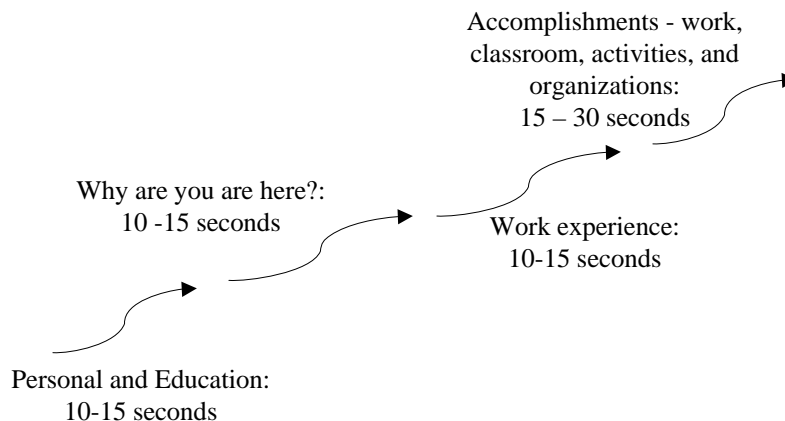 Accomplishments - work,
classroom, activities, and
organizations:
15 – 30 seconds
Why are you are here?:
10 -15 seconds
Work experience:
10-15 seconds
Personal and Education:
10-15 seconds